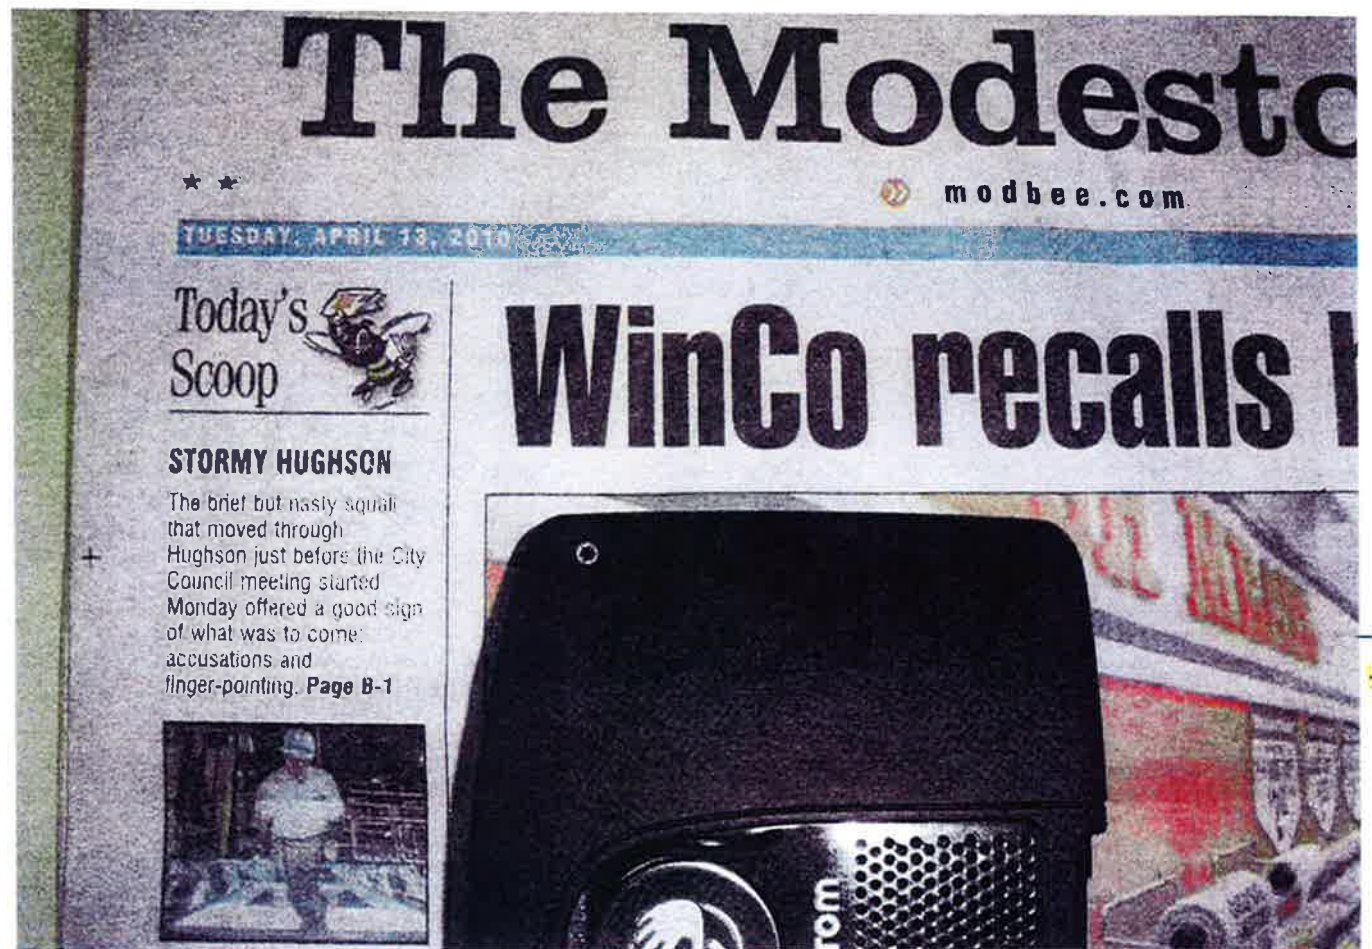 The Modesto
modbee.com
TUESDAY, APRIL 13, 2010
Today's
Scoop
WinCo recalls
STORMY HUGHSON
The brief but nasty squall
that moved through
Hughson just before the City
Council meeting started
Monday offered a good sign
of what was to come:
accusations and
finger-pointing. Page B-1